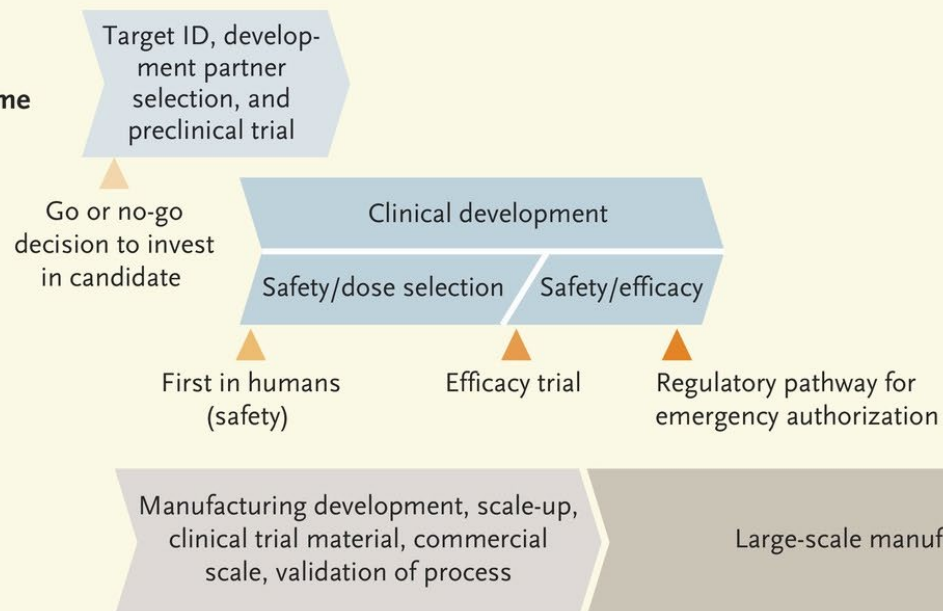 Target ID, develop-
ment partner
selection, and
preclinical trial
Go or no-go
decision to invest
in candidate
Clinical development
Safety/dose selection
Safety/efficacy
First in humans
(safety)
Efficacy trial
Regulatory pathway for
emergency authorization
Manufacturing development, scale-up,
clinical trial material, commercial
scale, validation of process
Large-scale